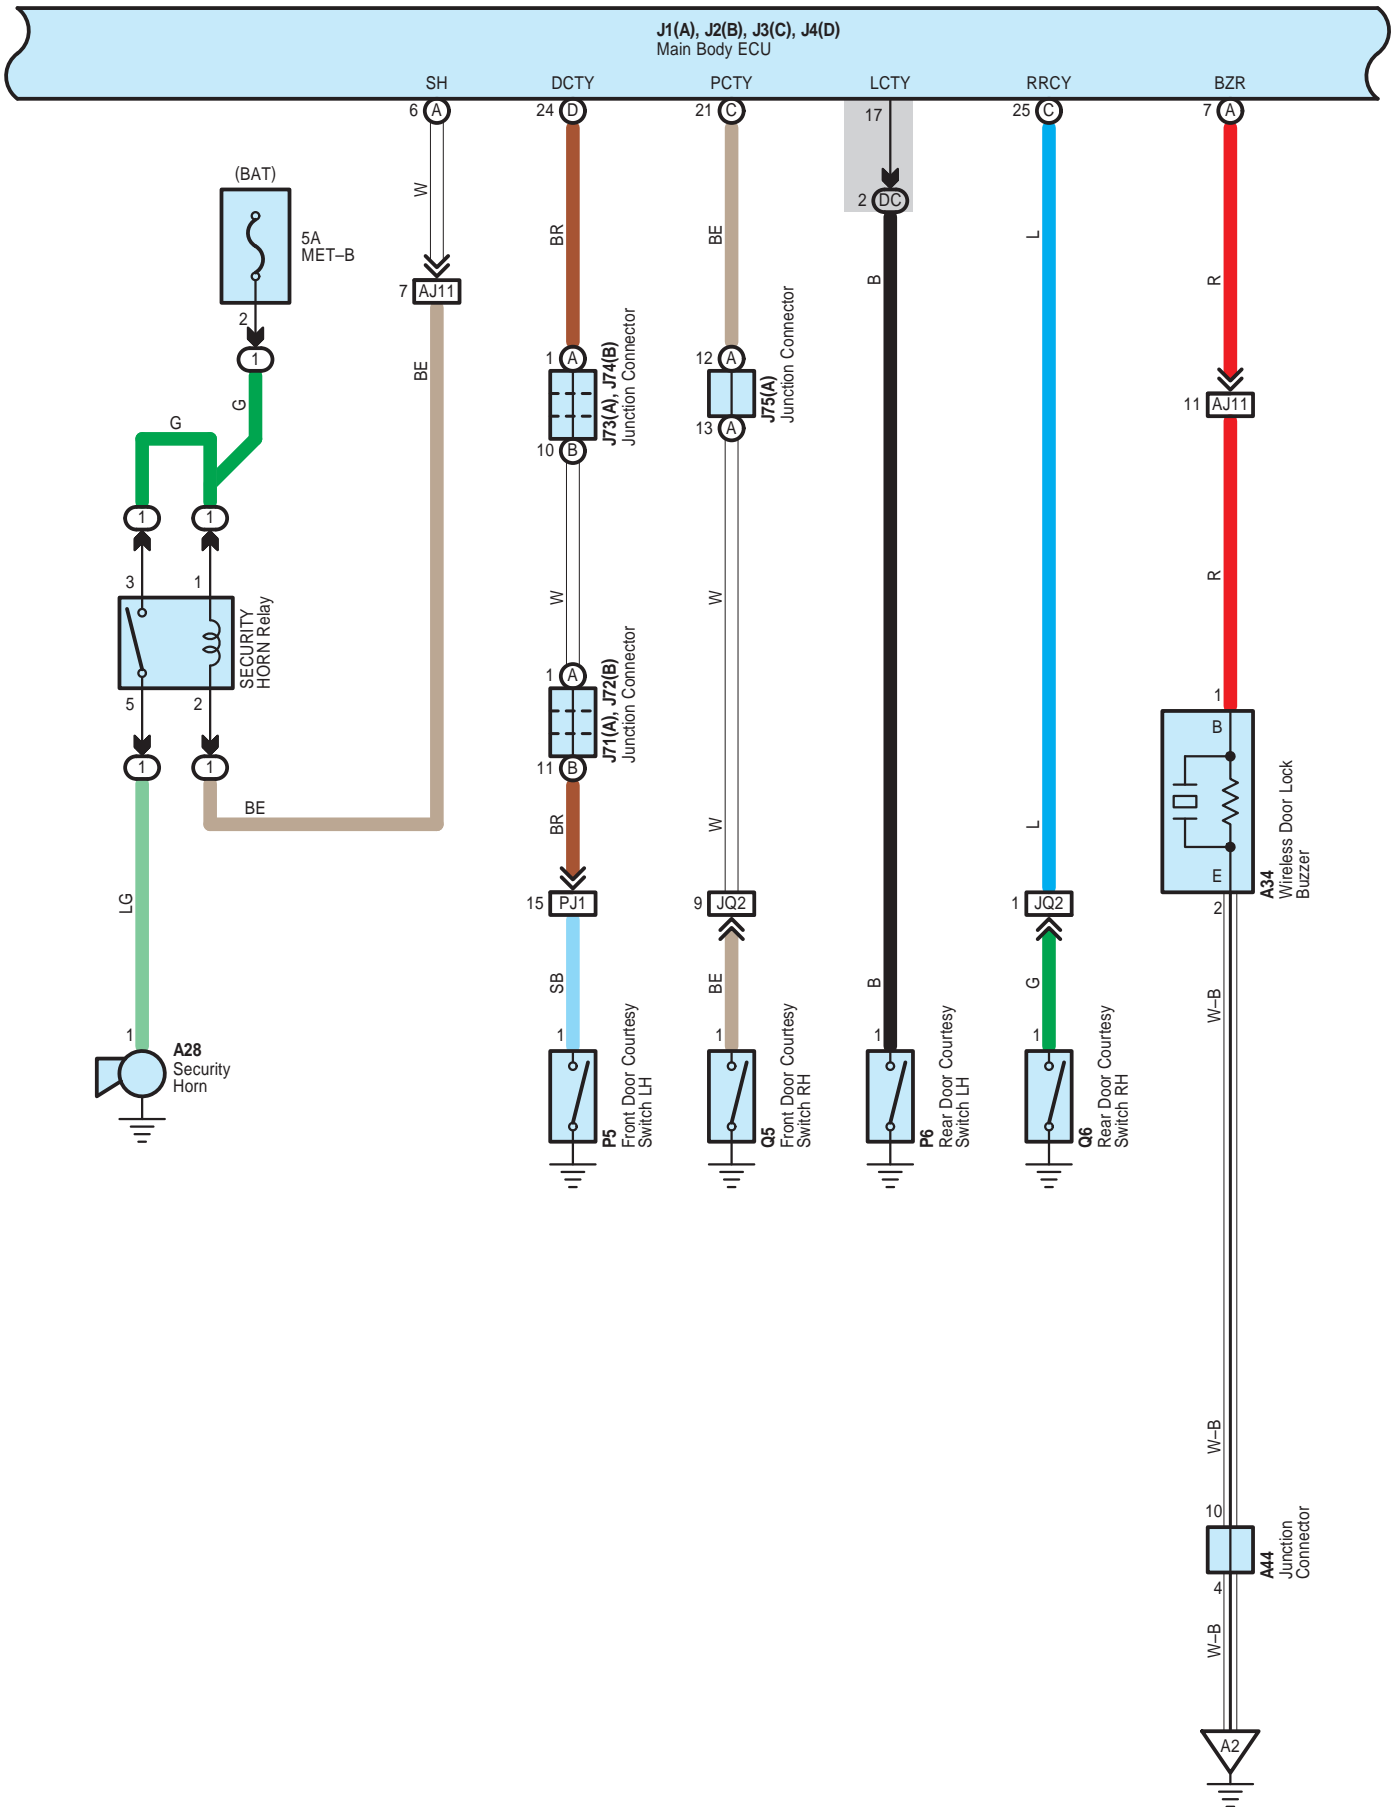 J1(A), J2(B), J3(C), J4(D)
Main Body ECU
SH
DCTY
PCTY
LCTY
RRCY
BZR
6 A
24 D
21 C
17
25 C
7 A
(BAT)
5A
MET–B
2
1
W
BR
BE
2 DC
L
R
B
7 AJ11
BE
G
G
1 A
J73(A), J74(B)
Junction Connector
10 B
12 A
J75(A)
Junction Connector
13 A
11 AJ11
1
1
3
1
SECURITY
HORN Relay
5
2
1
1
BE
W
W
R
1 A
J71(A), J72(B)
Junction Connector
11 B
BR
W
L
1
B
E
A34
Wireless Door Lock
Buzzer
2
LG
15 PJ1
9 JQ2
1 JQ2
SB
BE
B
G
W–B
1
A28
Security
Horn
1
P5
Front Door Courtesy
Switch LH
1
Q5
Front Door Courtesy
Switch RH
1
P6
Rear Door Courtesy
Switch LH
1
Q6
Rear Door Courtesy
Switch RH
W–B
10
A44
Junction
Connector
4
W–B
A2